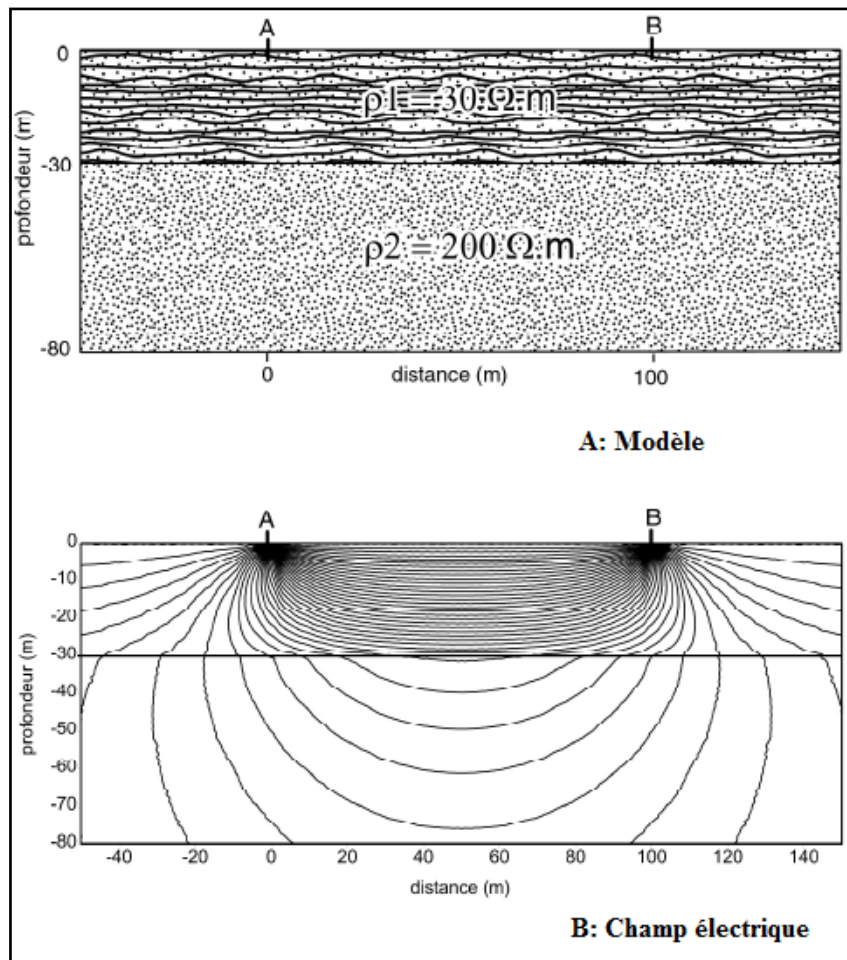 A B
0
ρ1 = 30 Ω.m
-30
profondeur (m)
ρ2 = 200 Ω.m
-80
0 distance (m) 100
A: Modèle
A B
0
-10
-20
-30
-40
-50
-60
-70
-80
profondeur (m)
-40 -20 0 20 40 60 80 100 120 140
distance (m)
B: Champ électrique